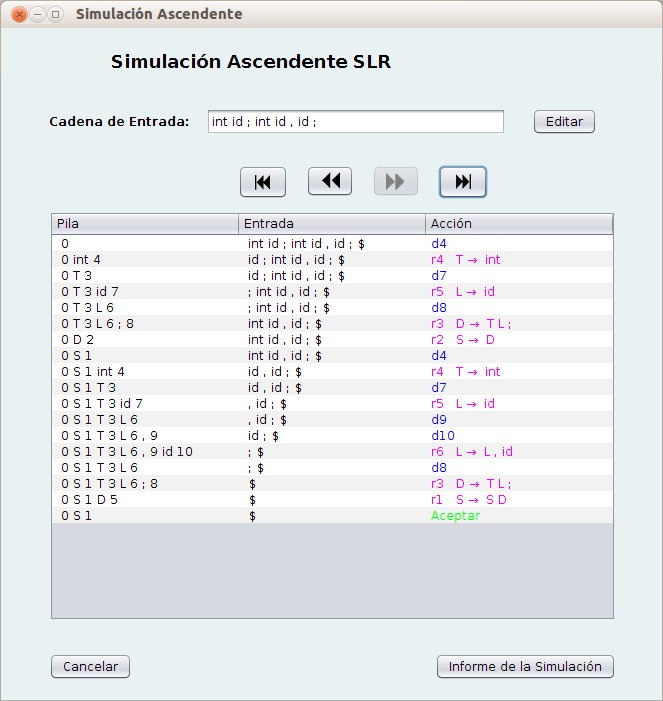 Simulación Ascendente
Simulación Ascendente SLR
Cadena de Entrada: int id ; int id , id ; Editar
Pila Entrada Acción
0 int id ; int id , id ; $ d4
0 int 4 id ; int id , id ; $ r4 T → int
0 T 3 id ; int id , id ; $ d7
0 T 3 id 7 ; int id , id ; $ r5 L → id
0 T 3 L 6 ; int id , id ; $ d8
0 T 3 L 6 ; 8 int id , id ; $ r3 D → T L ;
0 D 2 int id , id ; $ r2 S → D
0 S 1 int id , id ; $ d4
0 S 1 int 4 id , id ; $ r4 T → int
0 S 1 T 3 id , id ; $ d7
0 S 1 T 3 id 7 , id ; $ r5 L → id
0 S 1 T 3 L 6 , id ; $ d9
0 S 1 T 3 L 6 , 9 id ; $ d10
0 S 1 T 3 L 6 , 9 id 10 ; $ r6 L → L , id
0 S 1 T 3 L 6 ; $ d8
0 S 1 T 3 L 6 ; 8 $ r3 D → T L ;
0 S 1 D 5 $ r1 S → S D
0 S 1 $ Aceptar
Cancelar Informe de la Simulación